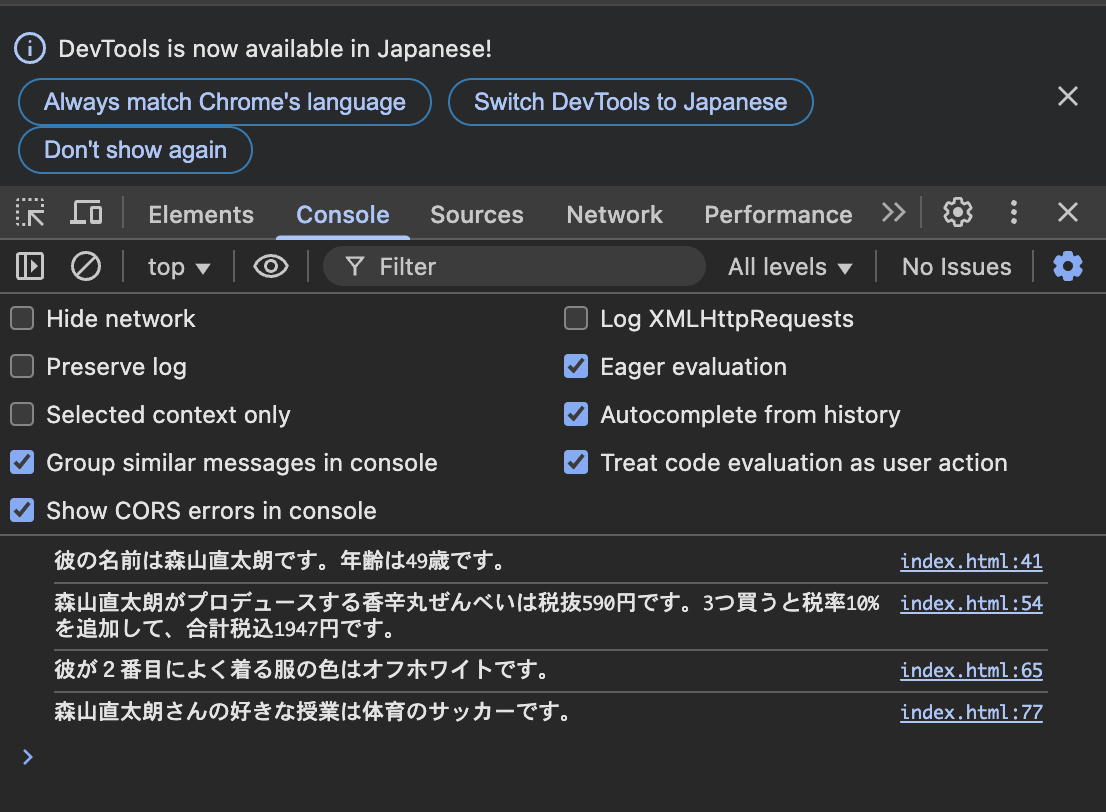 DevTools is now available in Japanese!
Always match Chrome's language
Switch DevTools to Japanese
Don't show again
Elements
Console
Sources
Network
Performance
top
Filter
All levels
No Issues
Hide network
Log XMLHttpRequests
Preserve log
Eager evaluation
Selected context only
Autocomplete from history
Group similar messages in console
Treat code evaluation as user action
Show CORS errors in console
彼の名前は森山直太朗です。年齢は49歳です。
index.html:41
森山直太朗がプロデュースする香辛丸ぜんべいは税抜590円です。3つ買うと税率10%
index.html:54
を追加して、合計税込1947円です。
彼が２番目によく着る服の色はオフホワイトです。
index.html:65
森山直太朗さんの好きな授業は体育のサッカーです。
index.html:77